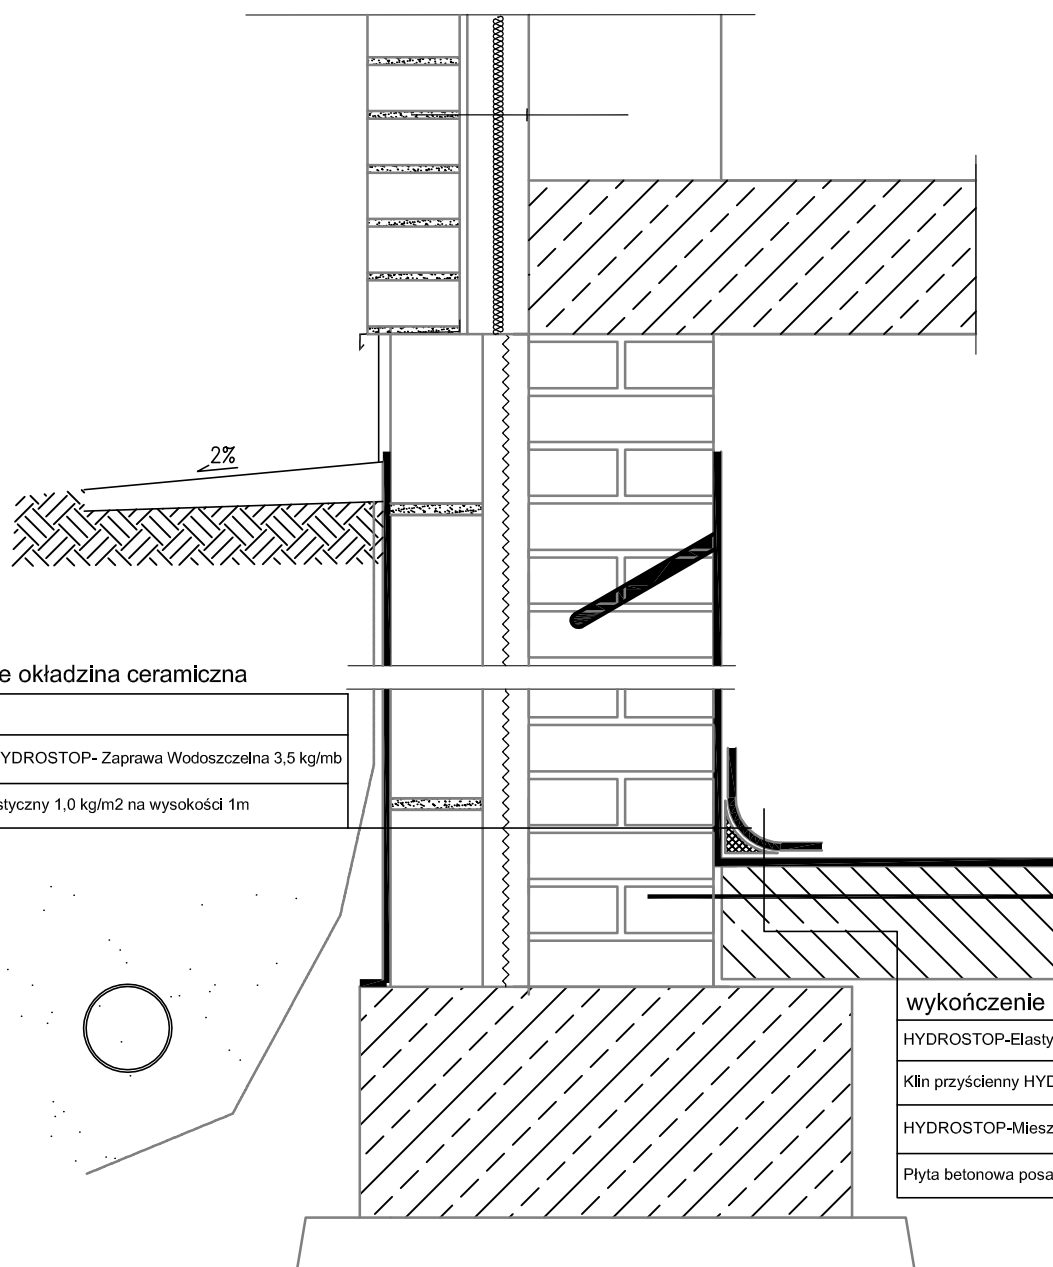 2%
e okładzina ceramiczna
YDROSTOP- Zaprawa Wodoszczelna 3,5 kg/mb
styczny 1,0 kg/m2 na wysokości 1m
wykończenie
HYDROSTOP-Elasty
Klin przyścienny HYD
HYDROSTOP-Miesz
Płyta betonowa posa